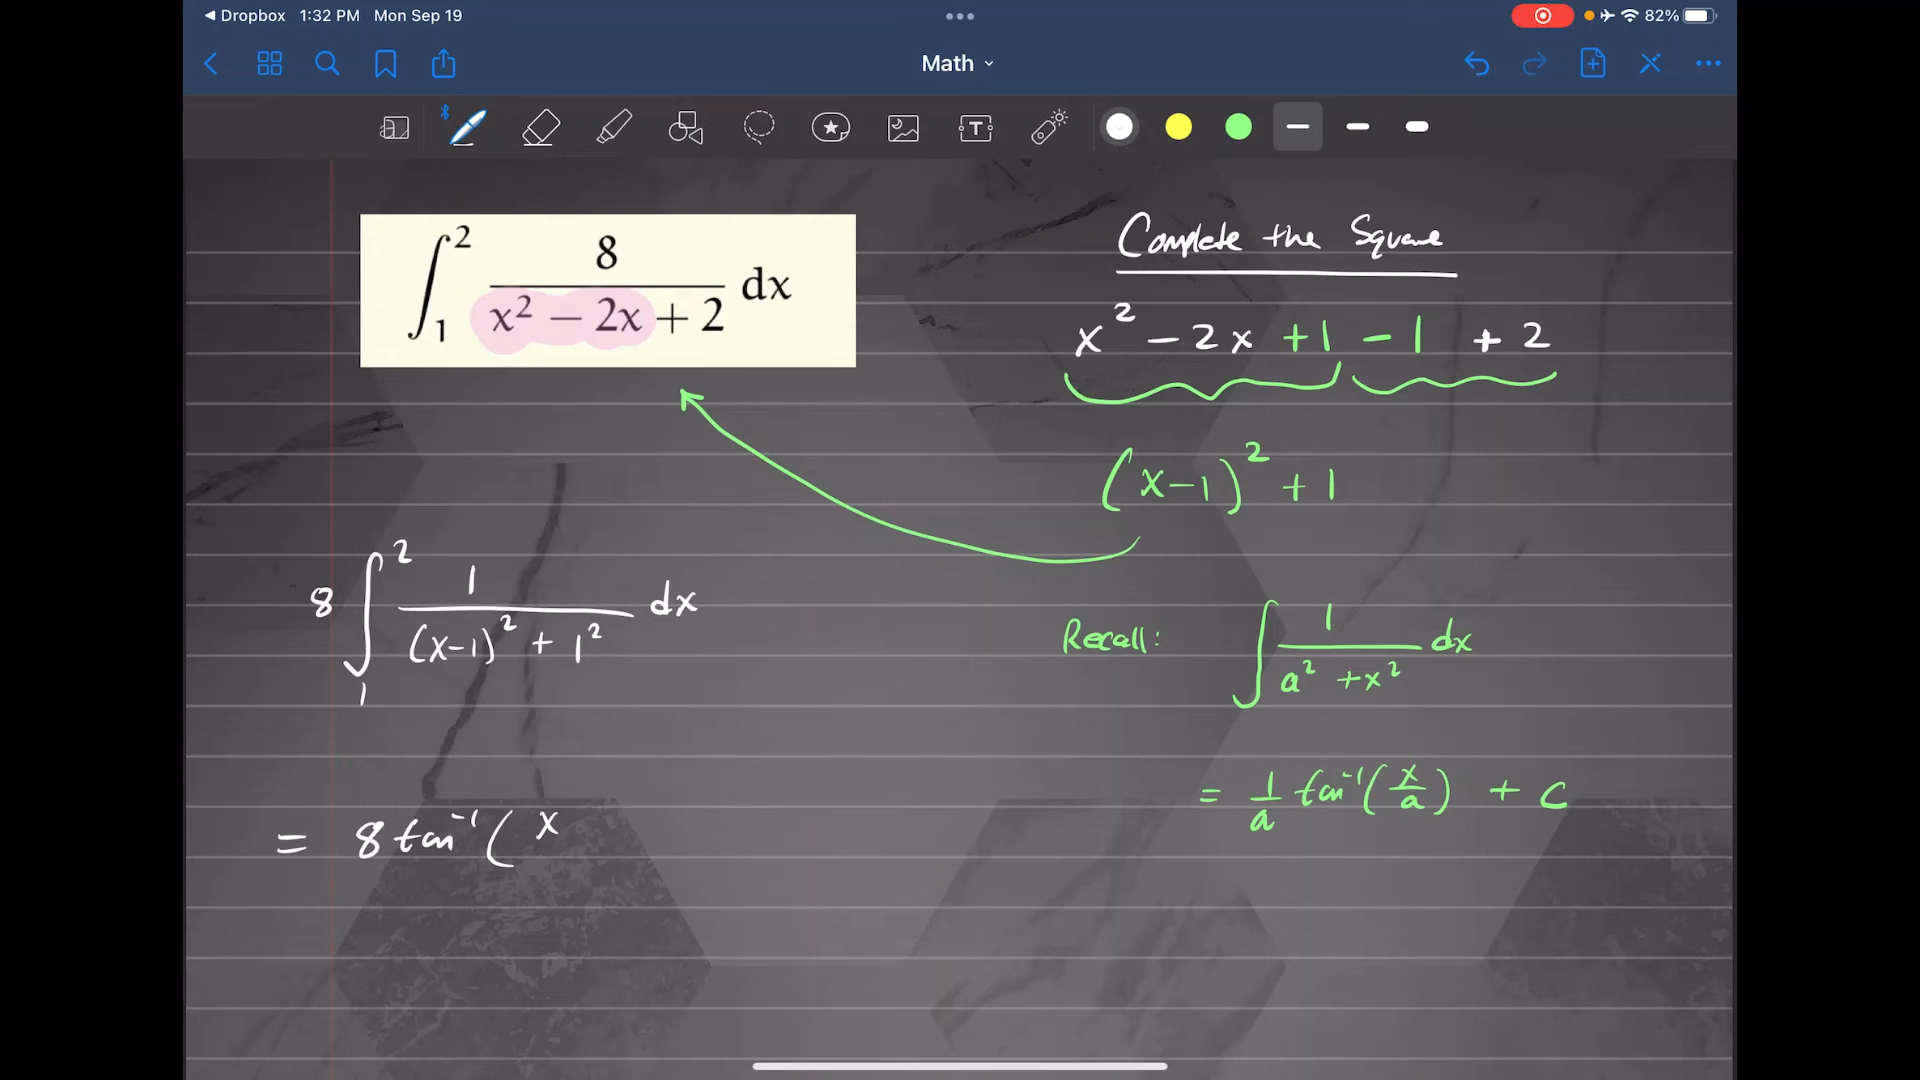 Dropbox 1:32 PM Mon Sep 19
82%
Math
T
∫₁² 8 / (x² − 2x + 2) dx
Complete the Square
x² − 2x + 1 − 1 + 2
(x−1)² + 1
8 ∫₁² 1 / ((x−1)² + 1²) dx
Recall: ∫ 1 / (a² + x²) dx
= 1/a tan⁻¹(x/a) + C
= 8 tan⁻¹( x